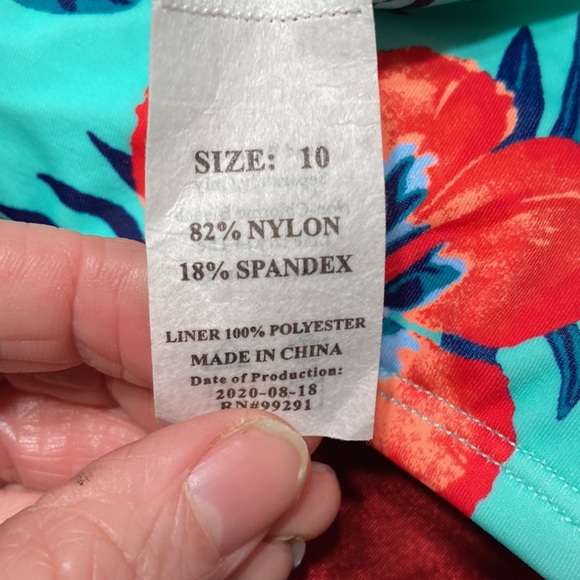 SIZE: 10
82% NYLON
18% SPANDEX
LINER 100% POLYESTER
MADE IN CHINA
Date of Production:
2020-08-18
RN#99291